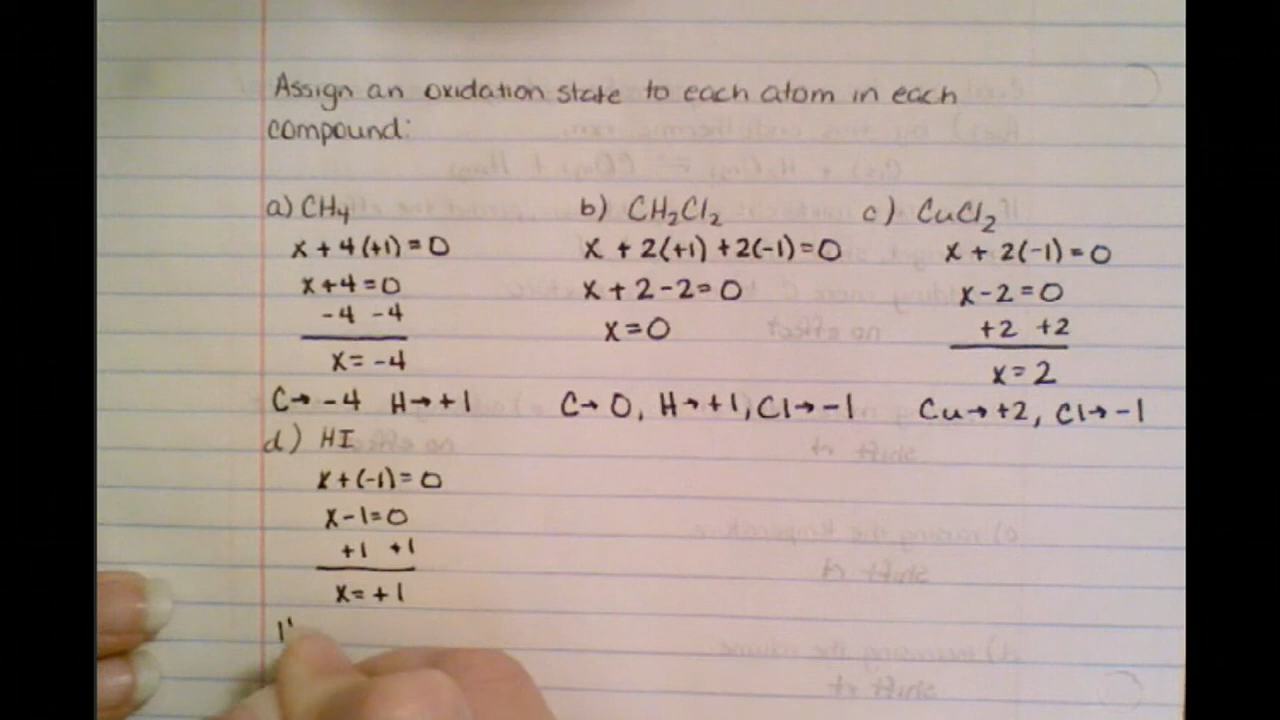 Assign an oxidation state to each atom in each
compound:
a) CH4
x + 4(+1) = 0
x + 4 = 0
-4 -4
x = -4
C→ -4 H→ +1
b) CH2Cl2
x + 2(+1) + 2(-1) = 0
x + 2 - 2 = 0
x = 0
C→ 0, H→ +1, Cl→ -1
c) CuCl2
x + 2(-1) = 0
x - 2 = 0
+2 +2
x = 2
Cu→ +2, Cl→ -1
d) HI
x + (-1) = 0
x - 1 = 0
+1 +1
x = +1